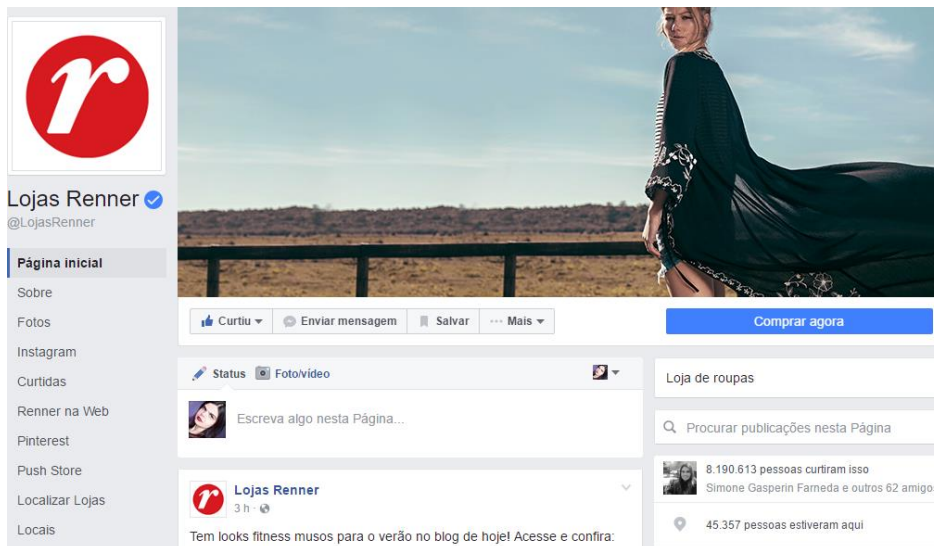 r
Lojas Renner
@LojasRenner
Página inicial
Sobre
Fotos
Instagram
Curtidas
Renner na Web
Pinterest
Push Store
Localizar Lojas
Locais
Curtiu
Enviar mensagem
Salvar
Mais
Comprar agora
Status
Foto/vídeo
Escreva algo nesta Página...
r
Lojas Renner
3 h ·
Tem looks fitness musos para o verão no blog de hoje! Acesse e confira:
Loja de roupas
Procurar publicações nesta Página
8.190.613 pessoas curtiram isso
Simone Gasperin Farneda e outros 62 amigo
45.357 pessoas estiveram aqui